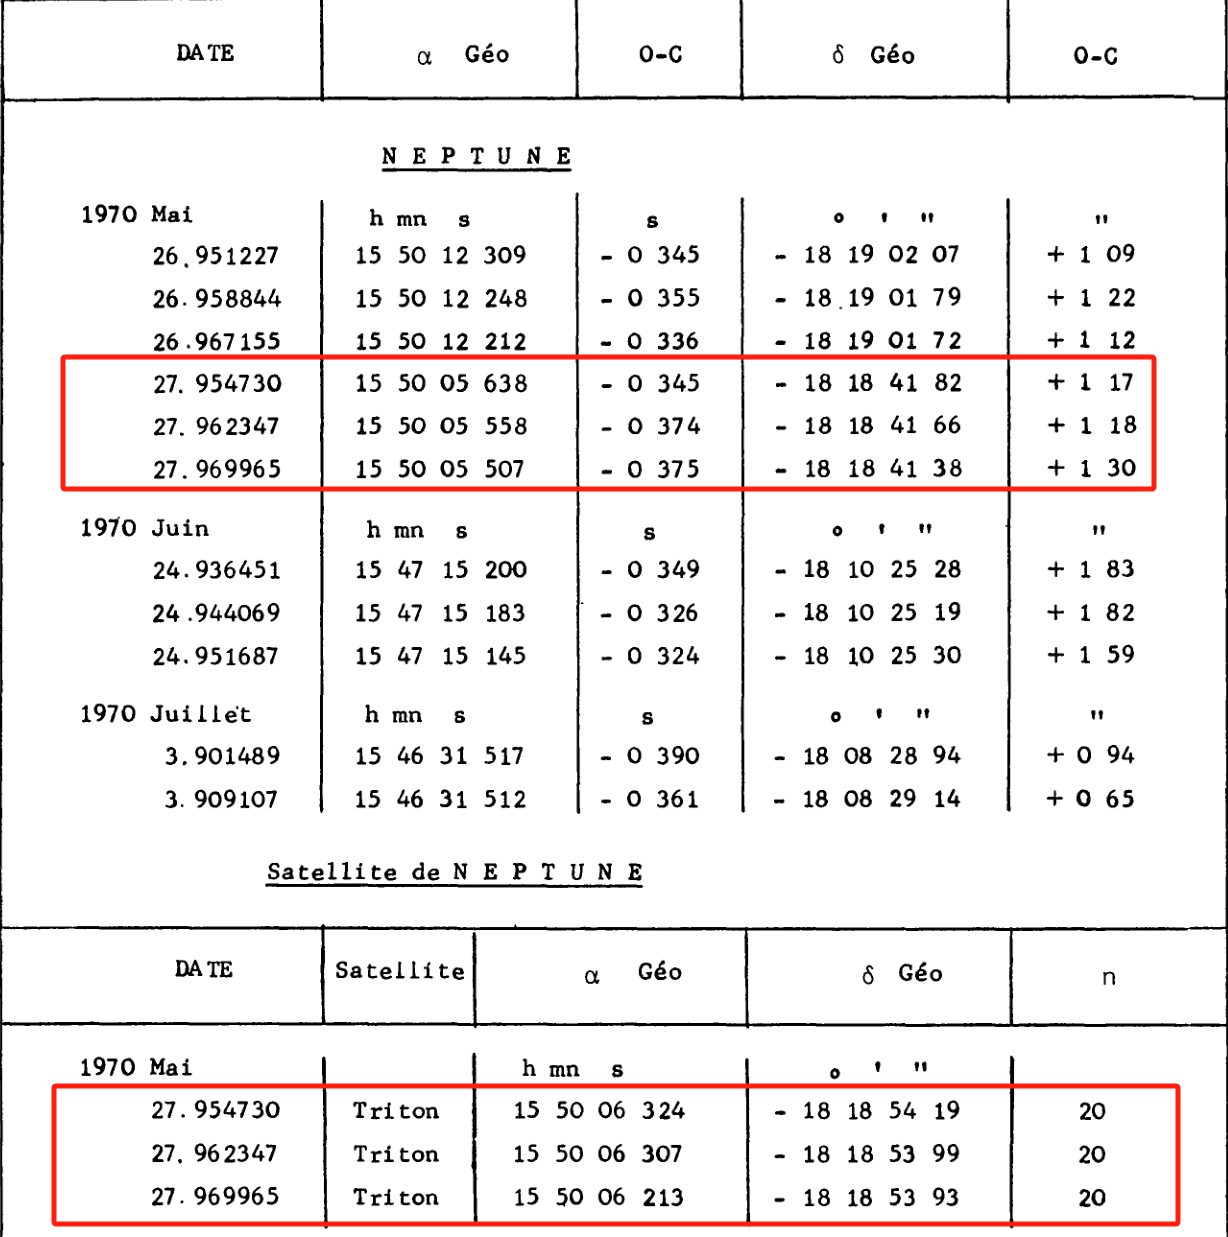 DATE α Géo O-C δ Géo O-C
N E P T U N E
1970 Mai h mn s s ° ' " "
26.951227 15 50 12 309 - 0 345 - 18 19 02 07 + 1 09
26.958844 15 50 12 248 - 0 355 - 18 19 01 79 + 1 22
26.967155 15 50 12 212 - 0 336 - 18 19 01 72 + 1 12
27.954730 15 50 05 638 - 0 345 - 18 18 41 82 + 1 17
27.962347 15 50 05 558 - 0 374 - 18 18 41 66 + 1 18
27.969965 15 50 05 507 - 0 375 - 18 18 41 38 + 1 30
1970 Juin h mn s s ° ' " "
24.936451 15 47 15 200 - 0 349 - 18 10 25 28 + 1 83
24.944069 15 47 15 183 - 0 326 - 18 10 25 19 + 1 82
24.951687 15 47 15 145 - 0 324 - 18 10 25 30 + 1 59
1970 Juillet h mn s s ° ' " "
3.901489 15 46 31 517 - 0 390 - 18 08 28 94 + 0 94
3.909107 15 46 31 512 - 0 361 - 18 08 29 14 + 0 65
Satellite de N E P T U N E
DATE Satellite α Géo δ Géo n
1970 Mai h mn s ° ' "
27.954730 Triton 15 50 06 324 - 18 18 54 19 20
27.962347 Triton 15 50 06 307 - 18 18 53 99 20
27.969965 Triton 15 50 06 213 - 18 18 53 93 20